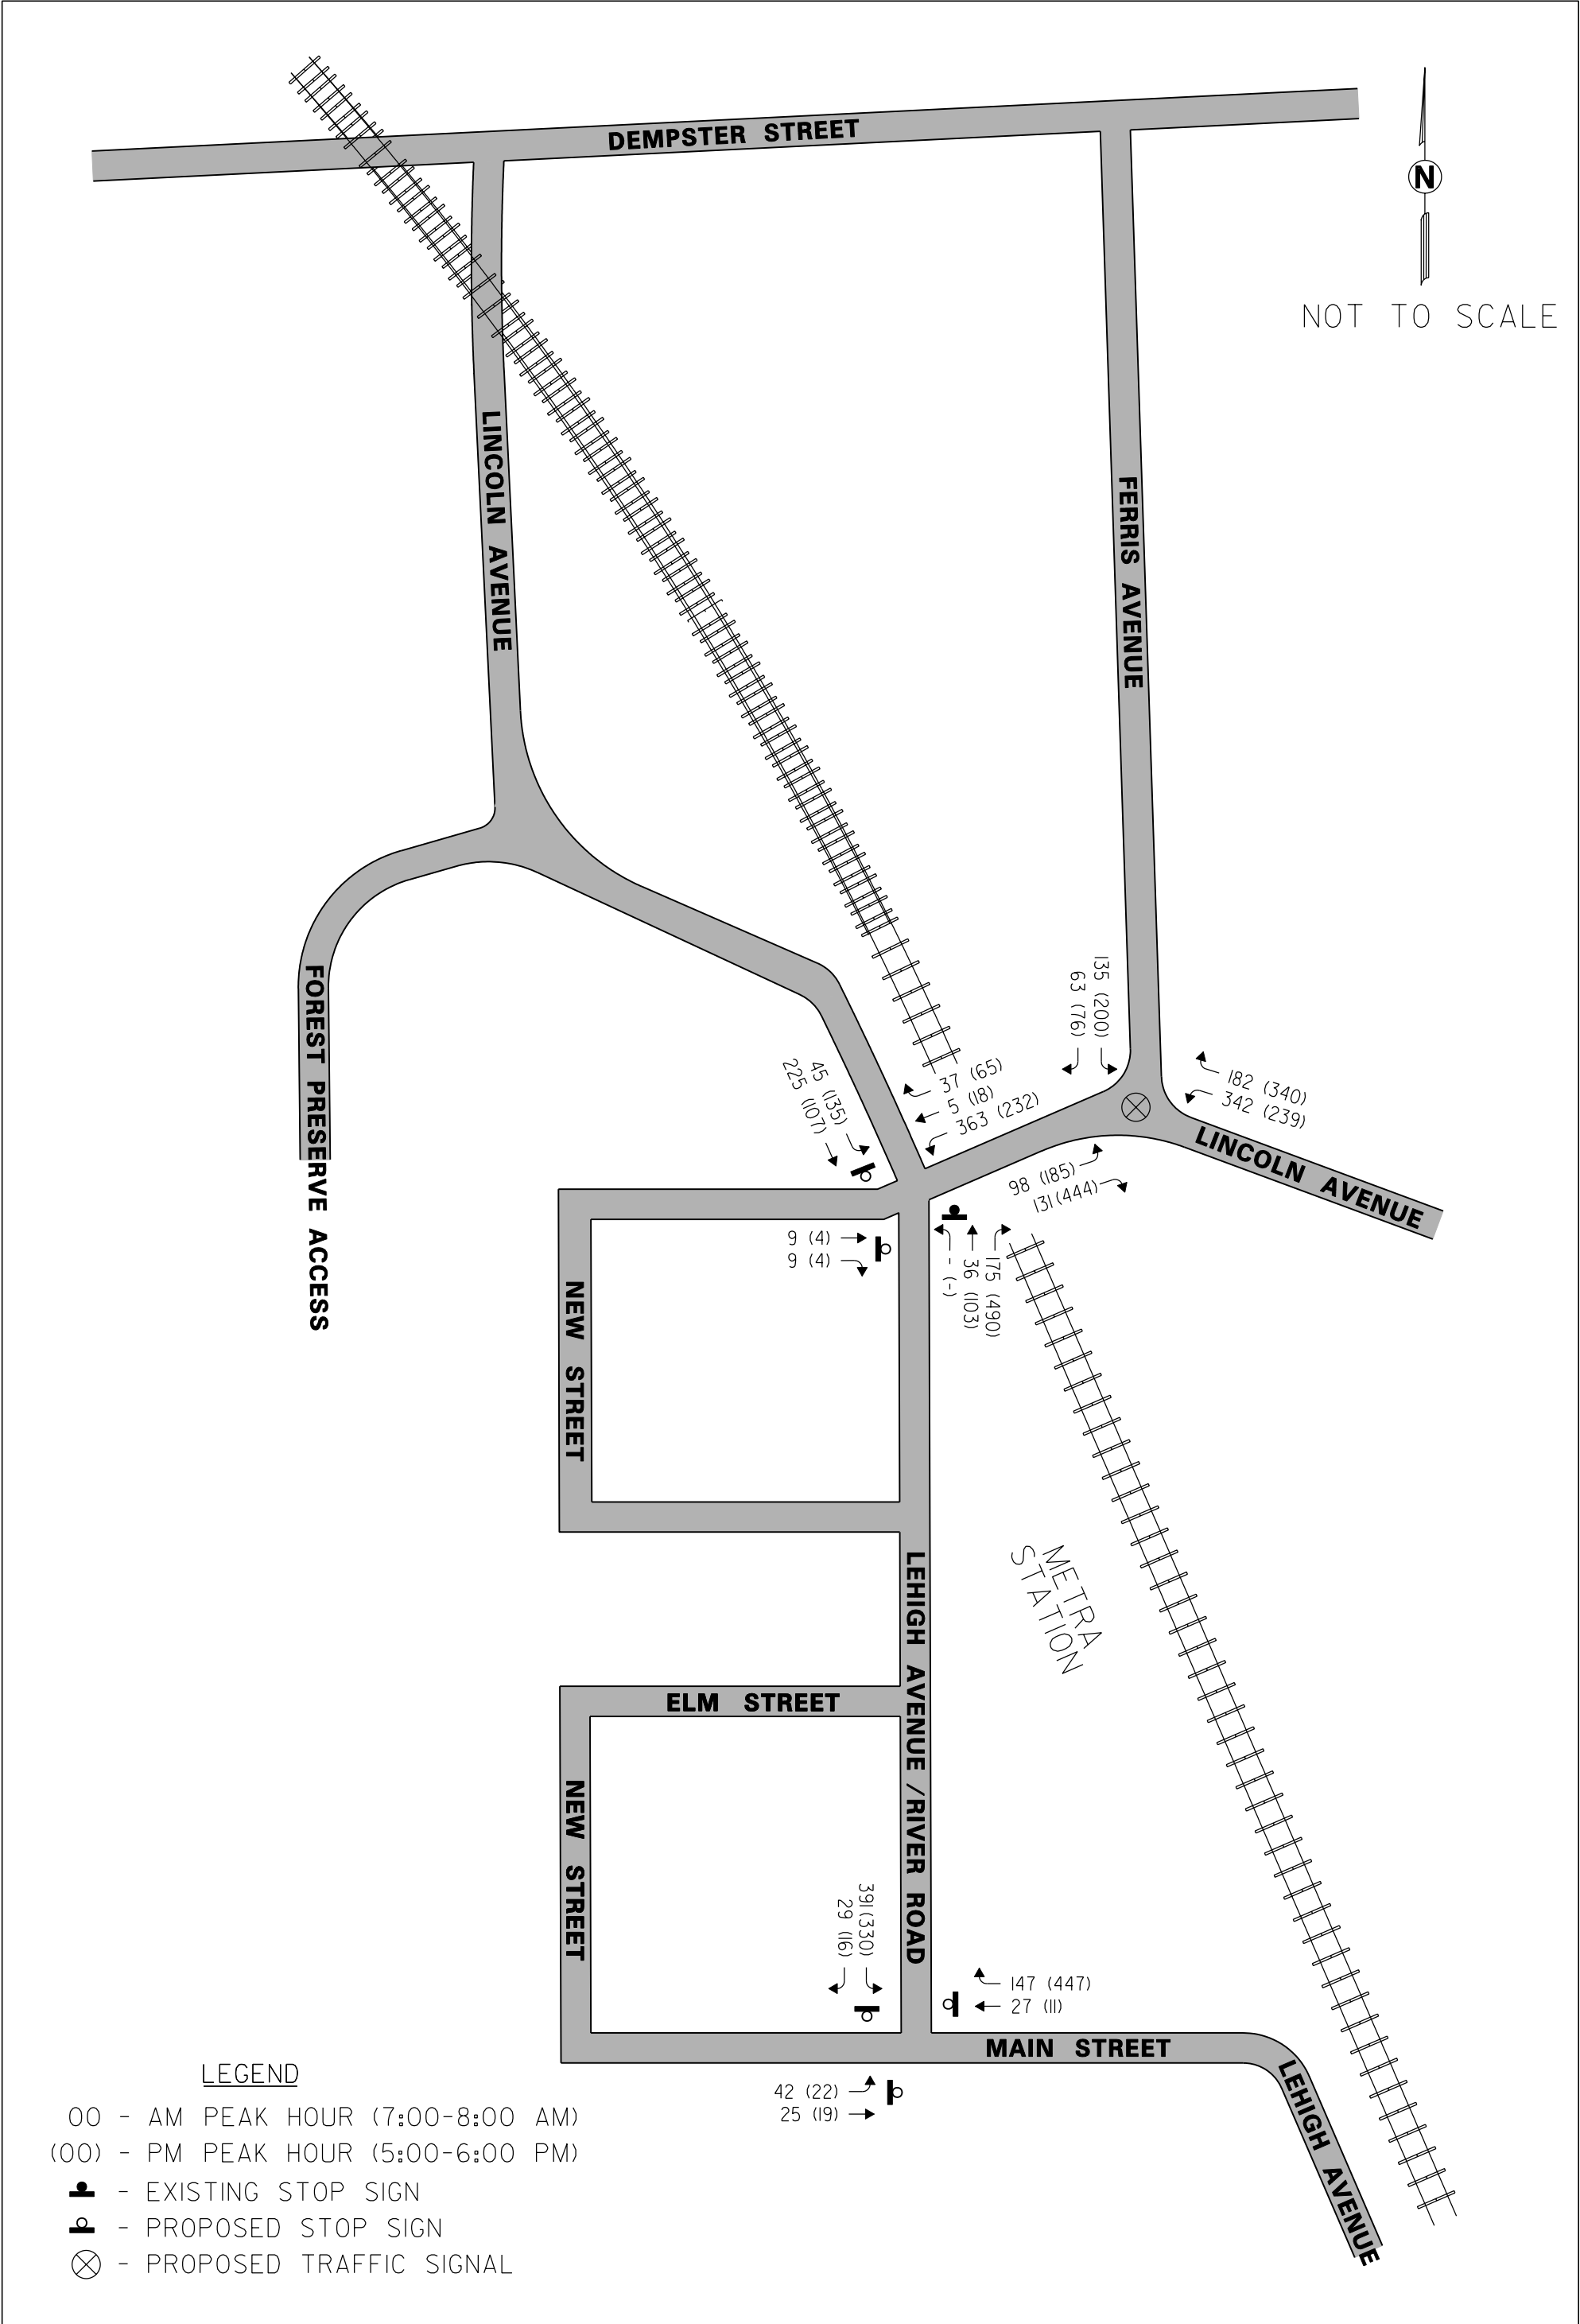 DEMPSTER STREET
N
NOT TO SCALE
LINCOLN AVENUE
FERRIS AVENUE
FOREST PRESERVE ACCESS
135 (200)
63 (76)
45 (135)
225 (107)
37 (65)
5 (18)
363 (232)
182 (340)
342 (239)
LINCOLN AVENUE
98 (185)
131 (444)
9 (4)
9 (4)
- (-)
36 (103)
175 (490)
NEW STREET
METRA
STATION
LEHIGH AVENUE /RIVER ROAD
ELM STREET
NEW STREET
391 (330)
29 (16)
147 (447)
27 (11)
MAIN STREET
42 (22)
25 (19)
LEHIGH AVENUE
LEGEND
00 - AM PEAK HOUR (7:00-8:00 AM)
(00) - PM PEAK HOUR (5:00-6:00 PM)
- EXISTING STOP SIGN
- PROPOSED STOP SIGN
- PROPOSED TRAFFIC SIGNAL